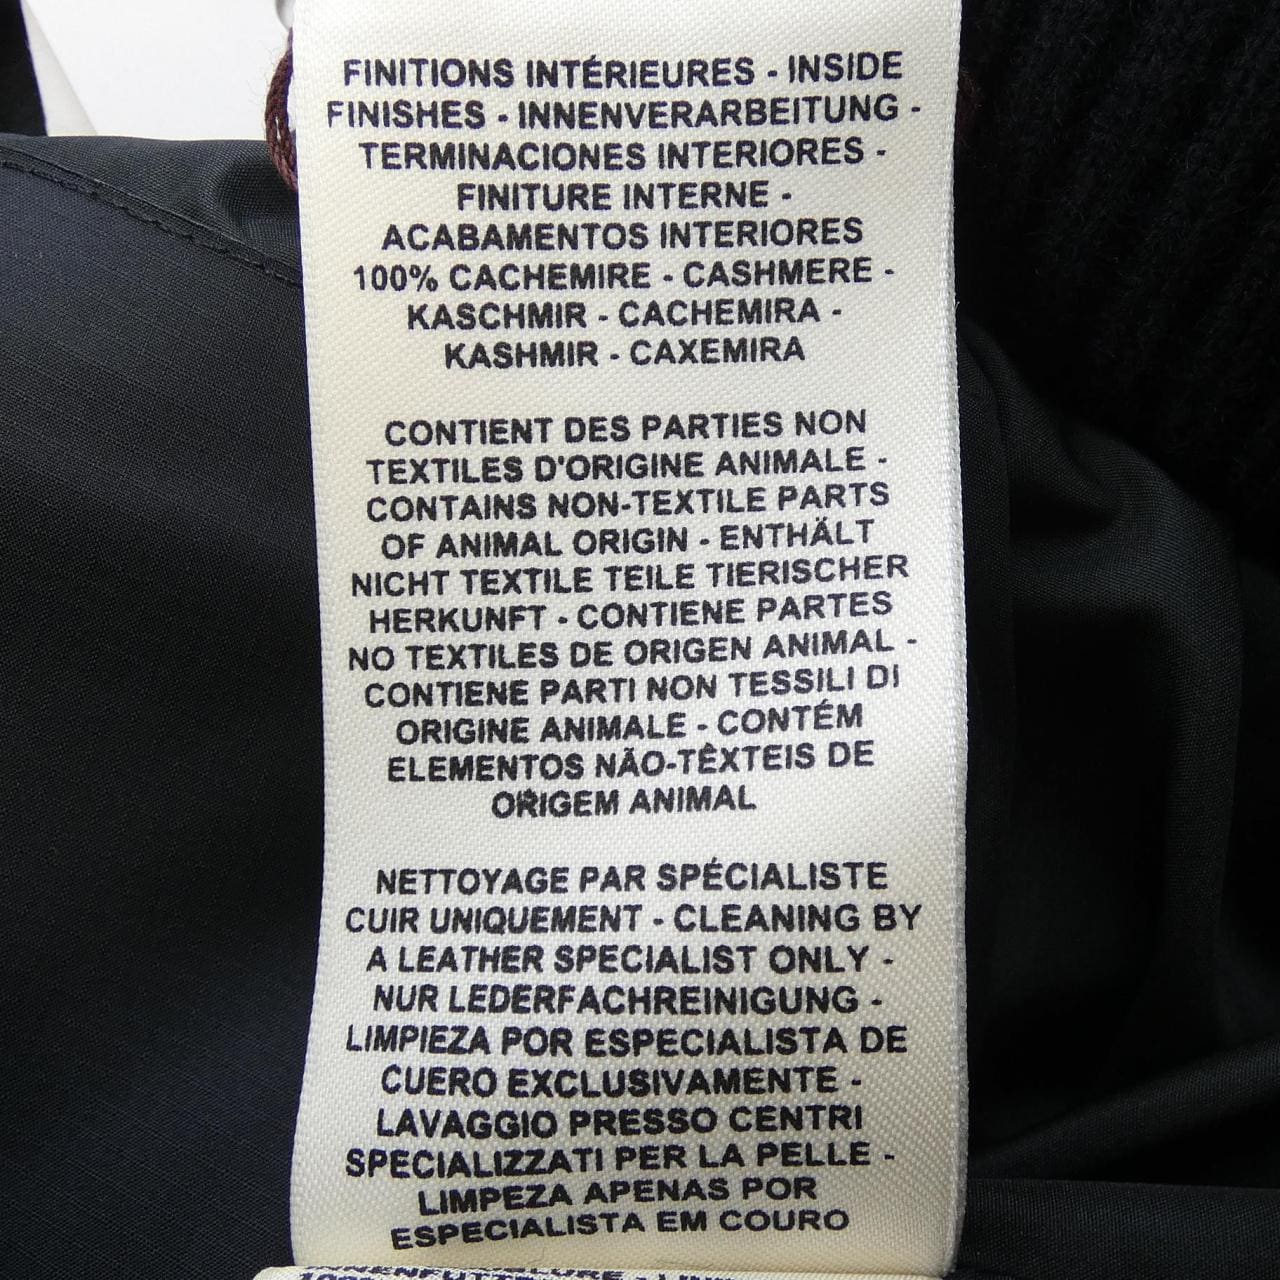 FINITIONS INTÉRIEURES - INSIDE
FINISHES - INNENVERARBEITUNG -
TERMINACIONES INTERIORES -
FINITURE INTERNE -
ACABAMENTOS INTERIORES
100% CACHEMIRE - CASHMERE -
KASCHMIR - CACHEMIRA -
KASHMIR - CAXEMIRA
CONTIENT DES PARTIES NON
TEXTILES D'ORIGINE ANIMALE -
CONTAINS NON-TEXTILE PARTS
OF ANIMAL ORIGIN - ENTHÄLT
NICHT TEXTILE TEILE TIERISCHER
HERKUNFT - CONTIENE PARTES
NO TEXTILES DE ORIGEN ANIMAL -
CONTIENE PARTI NON TESSILI DI
ORIGINE ANIMALE - CONTÉM
ELEMENTOS NÃO-TÊXTEIS DE
ORIGEM ANIMAL
NETTOYAGE PAR SPÉCIALISTE
CUIR UNIQUEMENT - CLEANING BY
A LEATHER SPECIALIST ONLY -
NUR LEDERFACHREINIGUNG -
LIMPIEZA POR ESPECIALISTA DE
CUERO EXCLUSIVAMENTE -
LAVAGGIO PRESSO CENTRI
SPECIALIZZATI PER LA PELLE -
LIMPEZA APENAS POR
ESPECIALISTA EM COURO